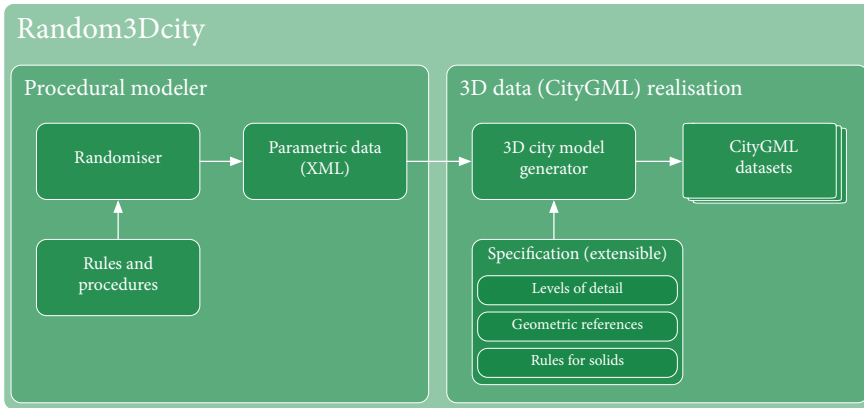 Random3Dcity
Procedural modeler
Randomiser
Parametric data
(XML)
Rules and
procedures
3D data (CityGML) realisation
3D city model
generator
CityGML
datasets
Specification (extensible)
Levels of detail
Geometric references
Rules for solids